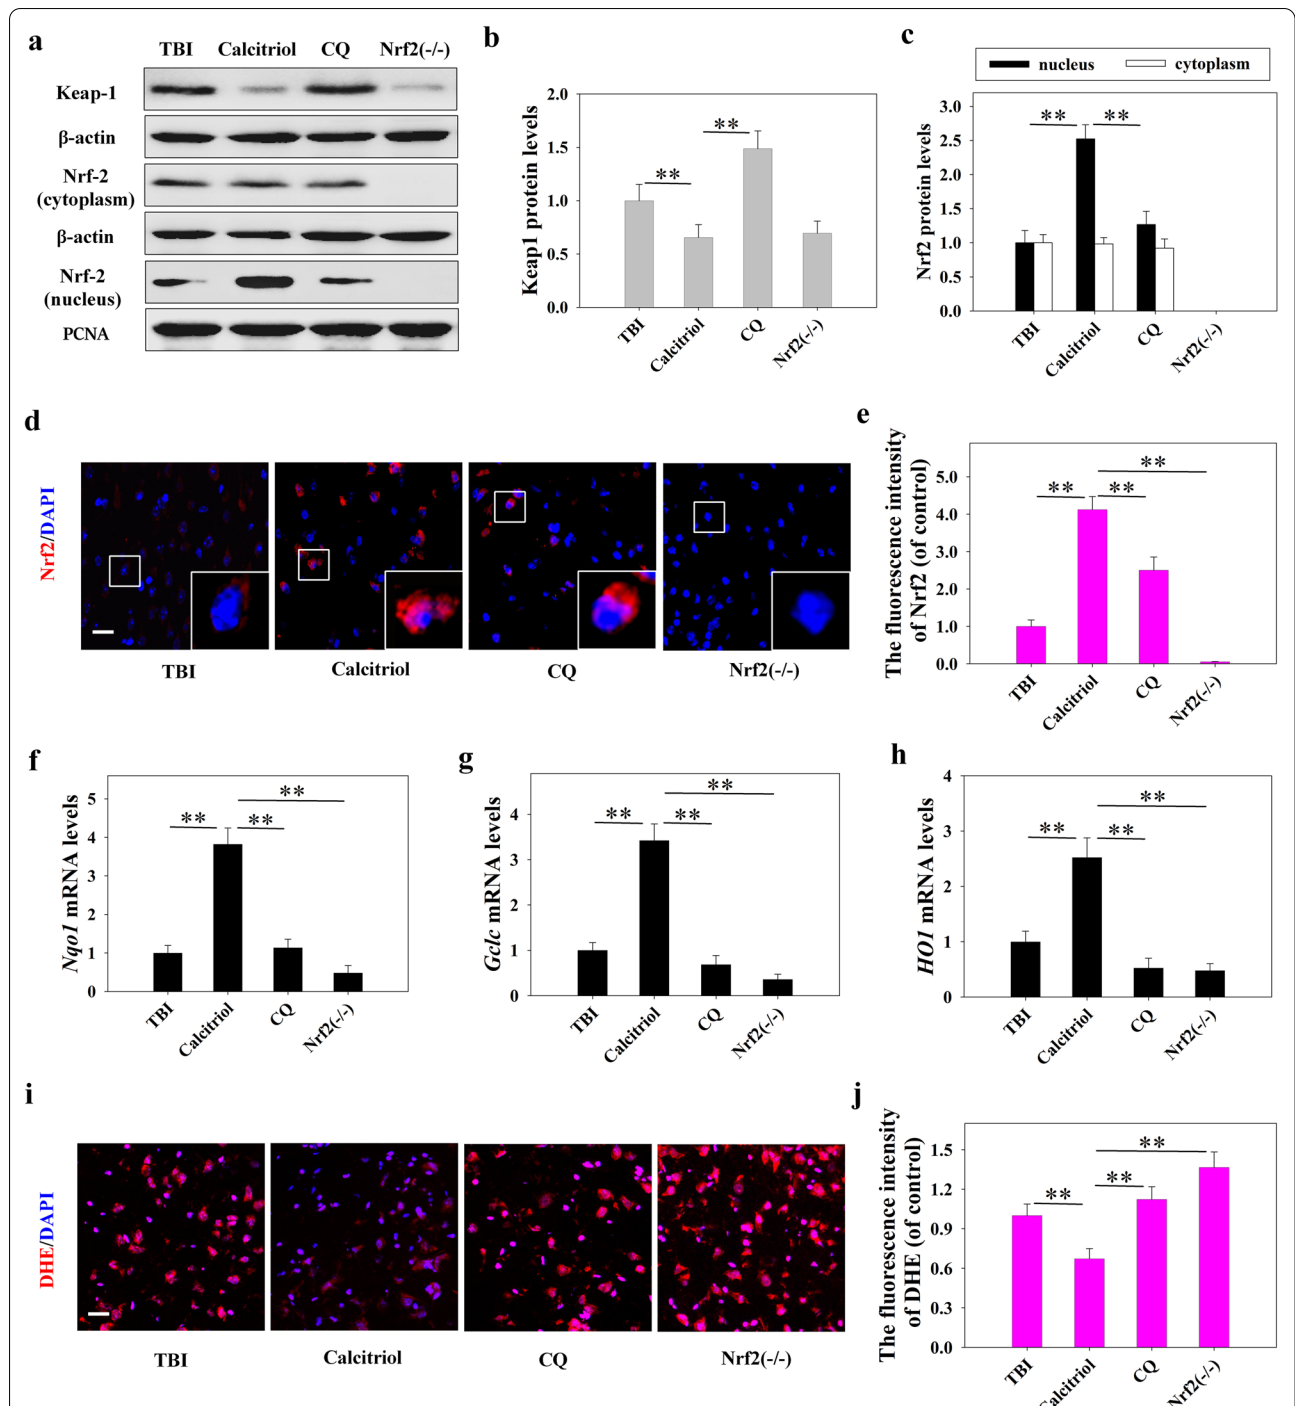 a
TBI Calcitriol CQ Nrf2(-/-)
Keap-1
β-actin
Nrf-2
(cytoplasm)
β-actin
Nrf-2
(nucleus)
PCNA
b
Keap1 protein levels
2.0
1.5
1.0
0.5
0.0
** **
TBI Calcitriol CQ Nrf2(-/-)
c
nucleus cytoplasm
Nrf2 protein levels
3.0
2.5
2.0
1.5
1.0
0.5
0.0
** **
TBI Calcitriol CQ Nrf2(-/-)
d
Nrf2/DAPI
TBI Calcitriol CQ Nrf2(-/-)
e
The fluorescence intensity
of Nrf2 (of control)
5.0
4.0
3.0
2.0
1.0
0.0
**
** **
TBI Calcitriol CQ Nrf2(-/-)
f
Nqo1 mRNA levels
5
4
3
2
1
0
**
** **
TBI Calcitriol CQ Nrf2(-/-)
g
Gclc mRNA levels
4
3
2
1
0
**
** **
TBI Calcitriol CQ Nrf2(-/-)
h
HO1 mRNA levels
4
3
2
1
0
**
** **
TBI Calcitriol CQ Nrf2(-/-)
i
DHE/DAPI
TBI Calcitriol CQ Nrf2(-/-)
j
The fluorescence intensity
of DHE (of control)
1.5
1.2
0.9
0.6
0.3
0.0
**
** **
TBI Calcitriol CQ Nrf2(-/-)